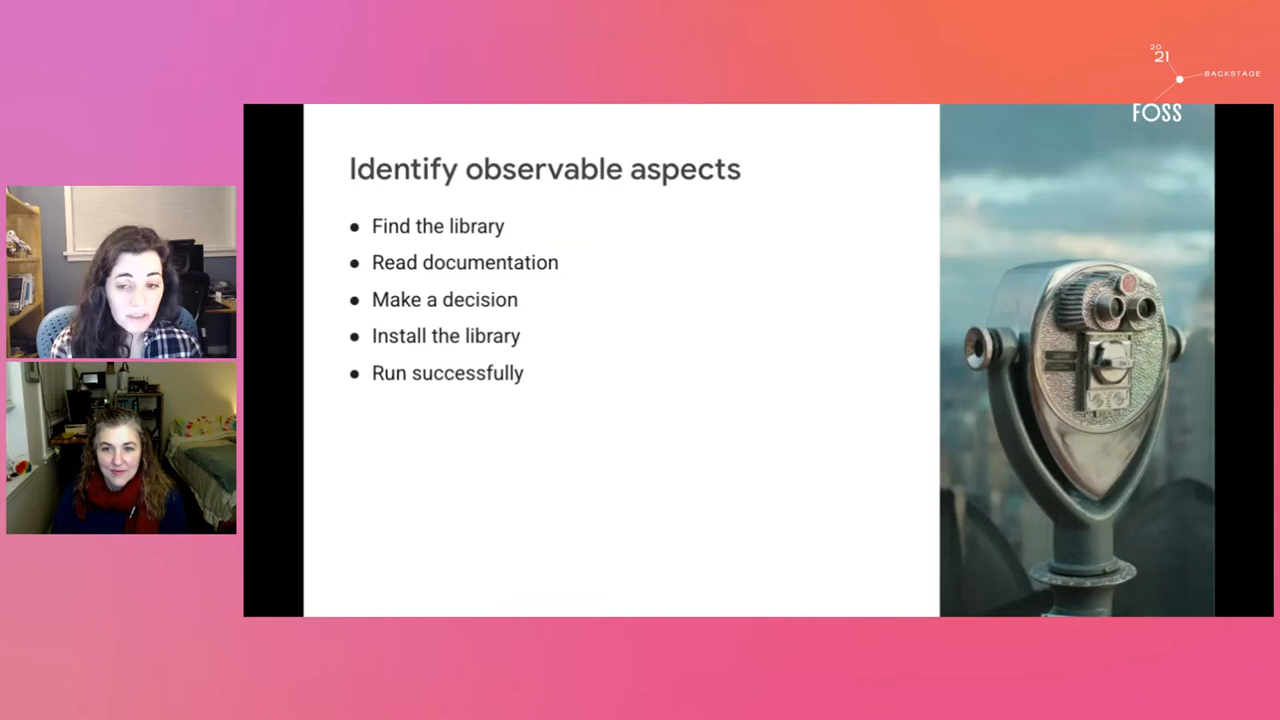 20
21
BACKSTAGE
FOSS
Identify observable aspects
● Find the library
● Read documentation
● Make a decision
● Install the library
● Run successfully